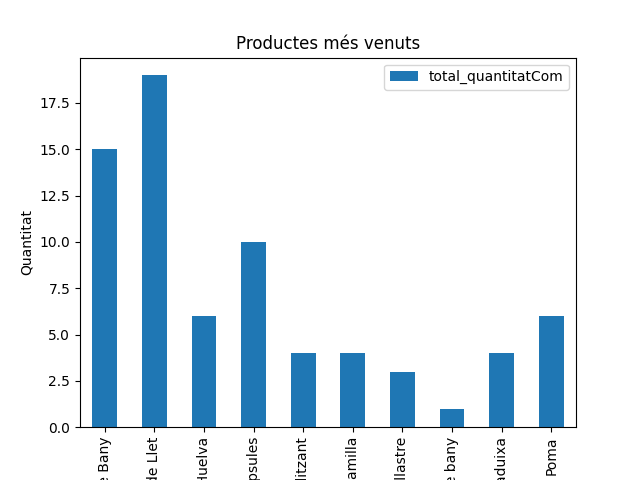 Productes més venuts
total_quantitatCom
Quantitat
17.5
15.0
12.5
10.0
7.5
5.0
2.5
0.0
e Bany
de Llet
Huelva
psules
litzant
amilla
llastre
e bany
aduixa
Poma